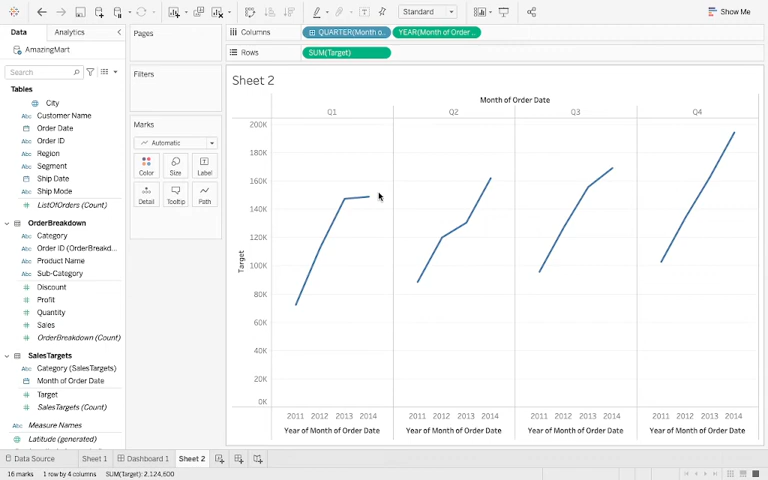 Standard
Show Me
Data
Analytics
Pages
Columns
QUARTER(Month o..
YEAR(Month of Order ..
AmazingMart
Rows
SUM(Target)
Search
Filters
Sheet 2
Tables
City
Customer Name
Order Date
Order ID
Region
Segment
Ship Date
Ship Mode
ListOfOrders (Count)
OrderBreakdown
Category
Order ID (OrderBreakd...
Product Name
Sub-Category
Discount
Profit
Quantity
Sales
OrderBreakdown (Count)
SalesTargets
Category (SalesTargets)
Month of Order Date
Target
SalesTargets (Count)
Measure Names
Latitude (generated)
Marks
Automatic
Color
Size
Label
Detail
Tooltip
Path
Month of Order Date
Q1
Q2
Q3
Q4
200K
180K
160K
140K
120K
100K
80K
60K
40K
20K
0K
Target
2011 2012 2013 2014
2011 2012 2013 2014
2011 2012 2013 2014
2011 2012 2013 2014
Year of Month of Order Date
Year of Month of Order Date
Year of Month of Order Date
Year of Month of Order Date
Data Source
Sheet 1
Dashboard 1
Sheet 2
16 marks
1 row by 4 columns
SUM(Target): 2,124,600